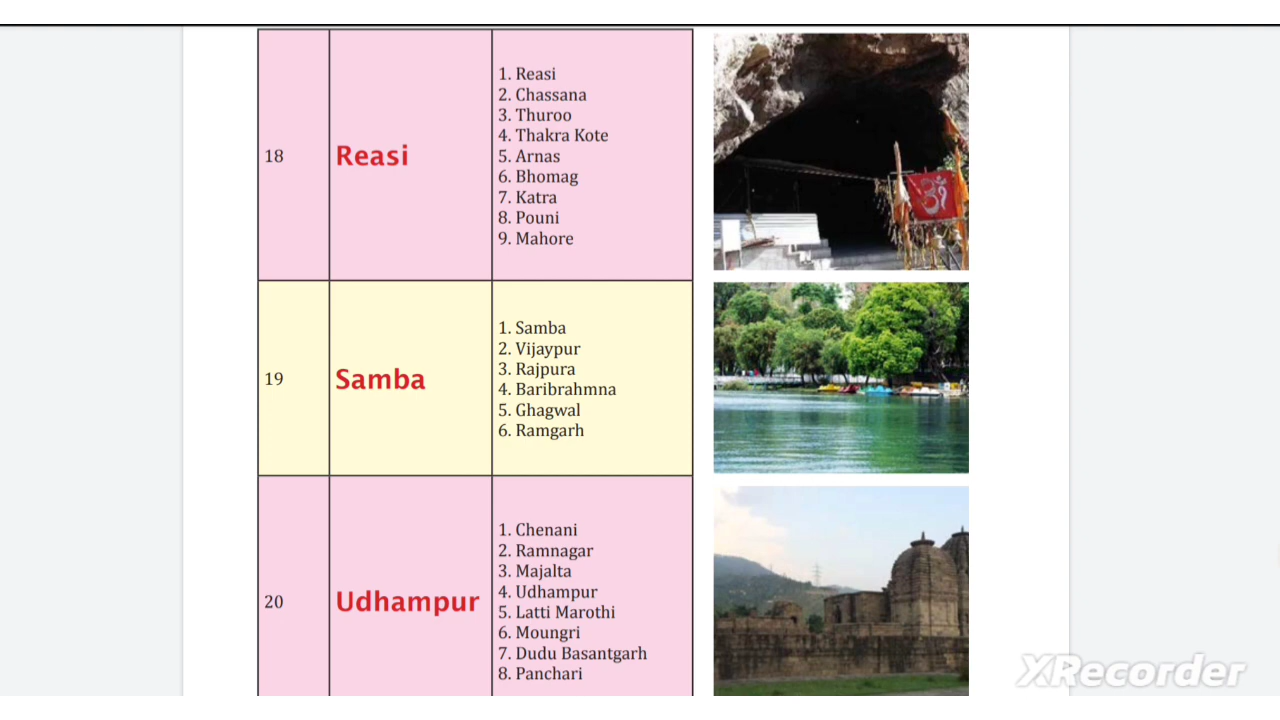 18
Reasi
1. Reasi
2. Chassana
3. Thuroo
4. Thakra Kote
5. Arnas
6. Bhomag
7. Katra
8. Pouni
9. Mahore
ॐ
19
Samba
1. Samba
2. Vijaypur
3. Rajpura
4. Baribrahmna
5. Ghagwal
6. Ramgarh
20
Udhampur
1. Chenani
2. Ramnagar
3. Majalta
4. Udhampur
5. Latti Marothi
6. Moungri
7. Dudu Basantgarh
8. Panchari
XRecorder